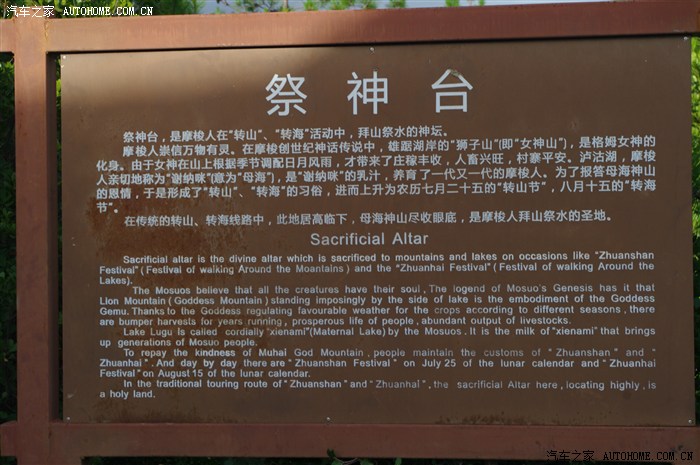 汽车之家 AUTOHOME.COM.CN
祭神台
祭神台，是摩梭人在“转山”、“转海”活动中，拜山祭水的神坛。
摩梭人崇信万物有灵。在摩梭创世纪神话传说中，雄踞湖岸的“狮子山”(即“女神山”)，是格姆女神的
化身。由于女神在山上根据季节调配日月风雨，才带来了庄稼丰收，人畜兴旺，村寨平安。泸沽湖，摩梭
人亲切地称为“谢纳咪”(意为“母海”)，是“谢纳咪”的乳汁，养育了一代又一代的摩梭人。为了报答母海神山
的恩情，于是形成了“转山”、“转海”的习俗，进而上升为农历七月二十五的“转山节”，八月十五的“转海
节”。
在传统的转山、转海线路中，此地居高临下，母海神山尽收眼底，是摩梭人拜山祭水的圣地。
Sacrificial Altar
Sacrificial altar is the divine altar which is sacrificed to mountains and lakes on occasions like "Zhuanshan
Festival" ( Festival of walking Around the Moantains ) and the "Zhuanhai Festival" ( Festival of walking Around the
Lakes).
The Mosuos believe that all the creatures have their soul , The logend of Mosuo's Genesis has it that
Lion Mountain ( Goddess Mountain ) standing imposingly by the side of lake is the embodiment of the Goddess
Gemu. Thanks to the Goddess regulating favourable weather for the crops according to different seasons , there
are bumper harvests for years running , prosperous life of people , abundant output of livestocks.
Lake Lugu is called cordially "xienami"(Maternal Lake) by the Mosuos. It is the milk of "xienami" that brings
up generations of Mosuo people.
To repay the kindness of Muhai God Mountain , people maintain the customs of " Zhuanshan " and "
Zhuanhai " . And day by day there are " Zhuanshan Festival " on July 25 of the lunar calendar and " Zhuanhai
Festival " on August 15 of the lunar calendar.
In the traditional touring route of "Zhuanshan" and " Zhuanhai" , the sacrificial Altar here , locating highly , is
a holy land.
汽车之家 AUTOHOME.COM.CN